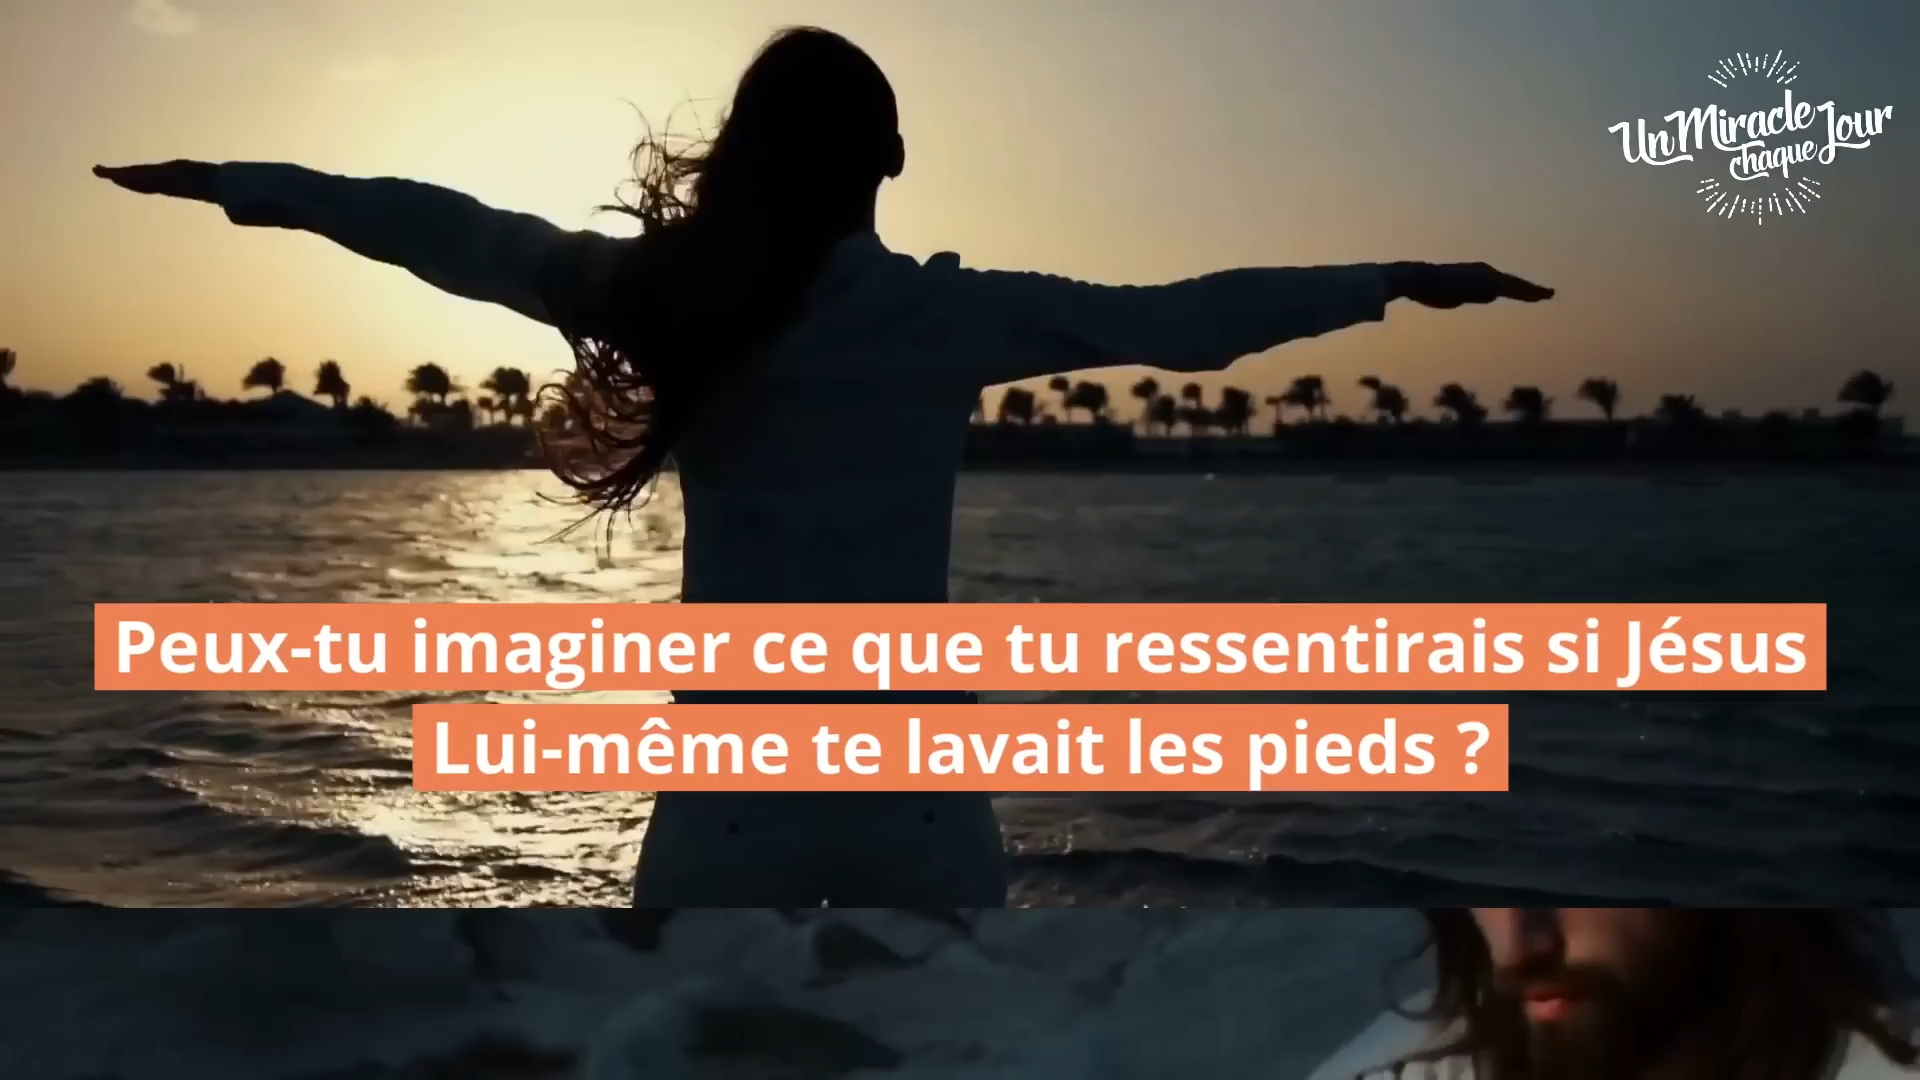 Un Miracle
chaque Jour
Peux-tu imaginer ce que tu ressentirais si Jésus
Lui-même te lavait les pieds ?